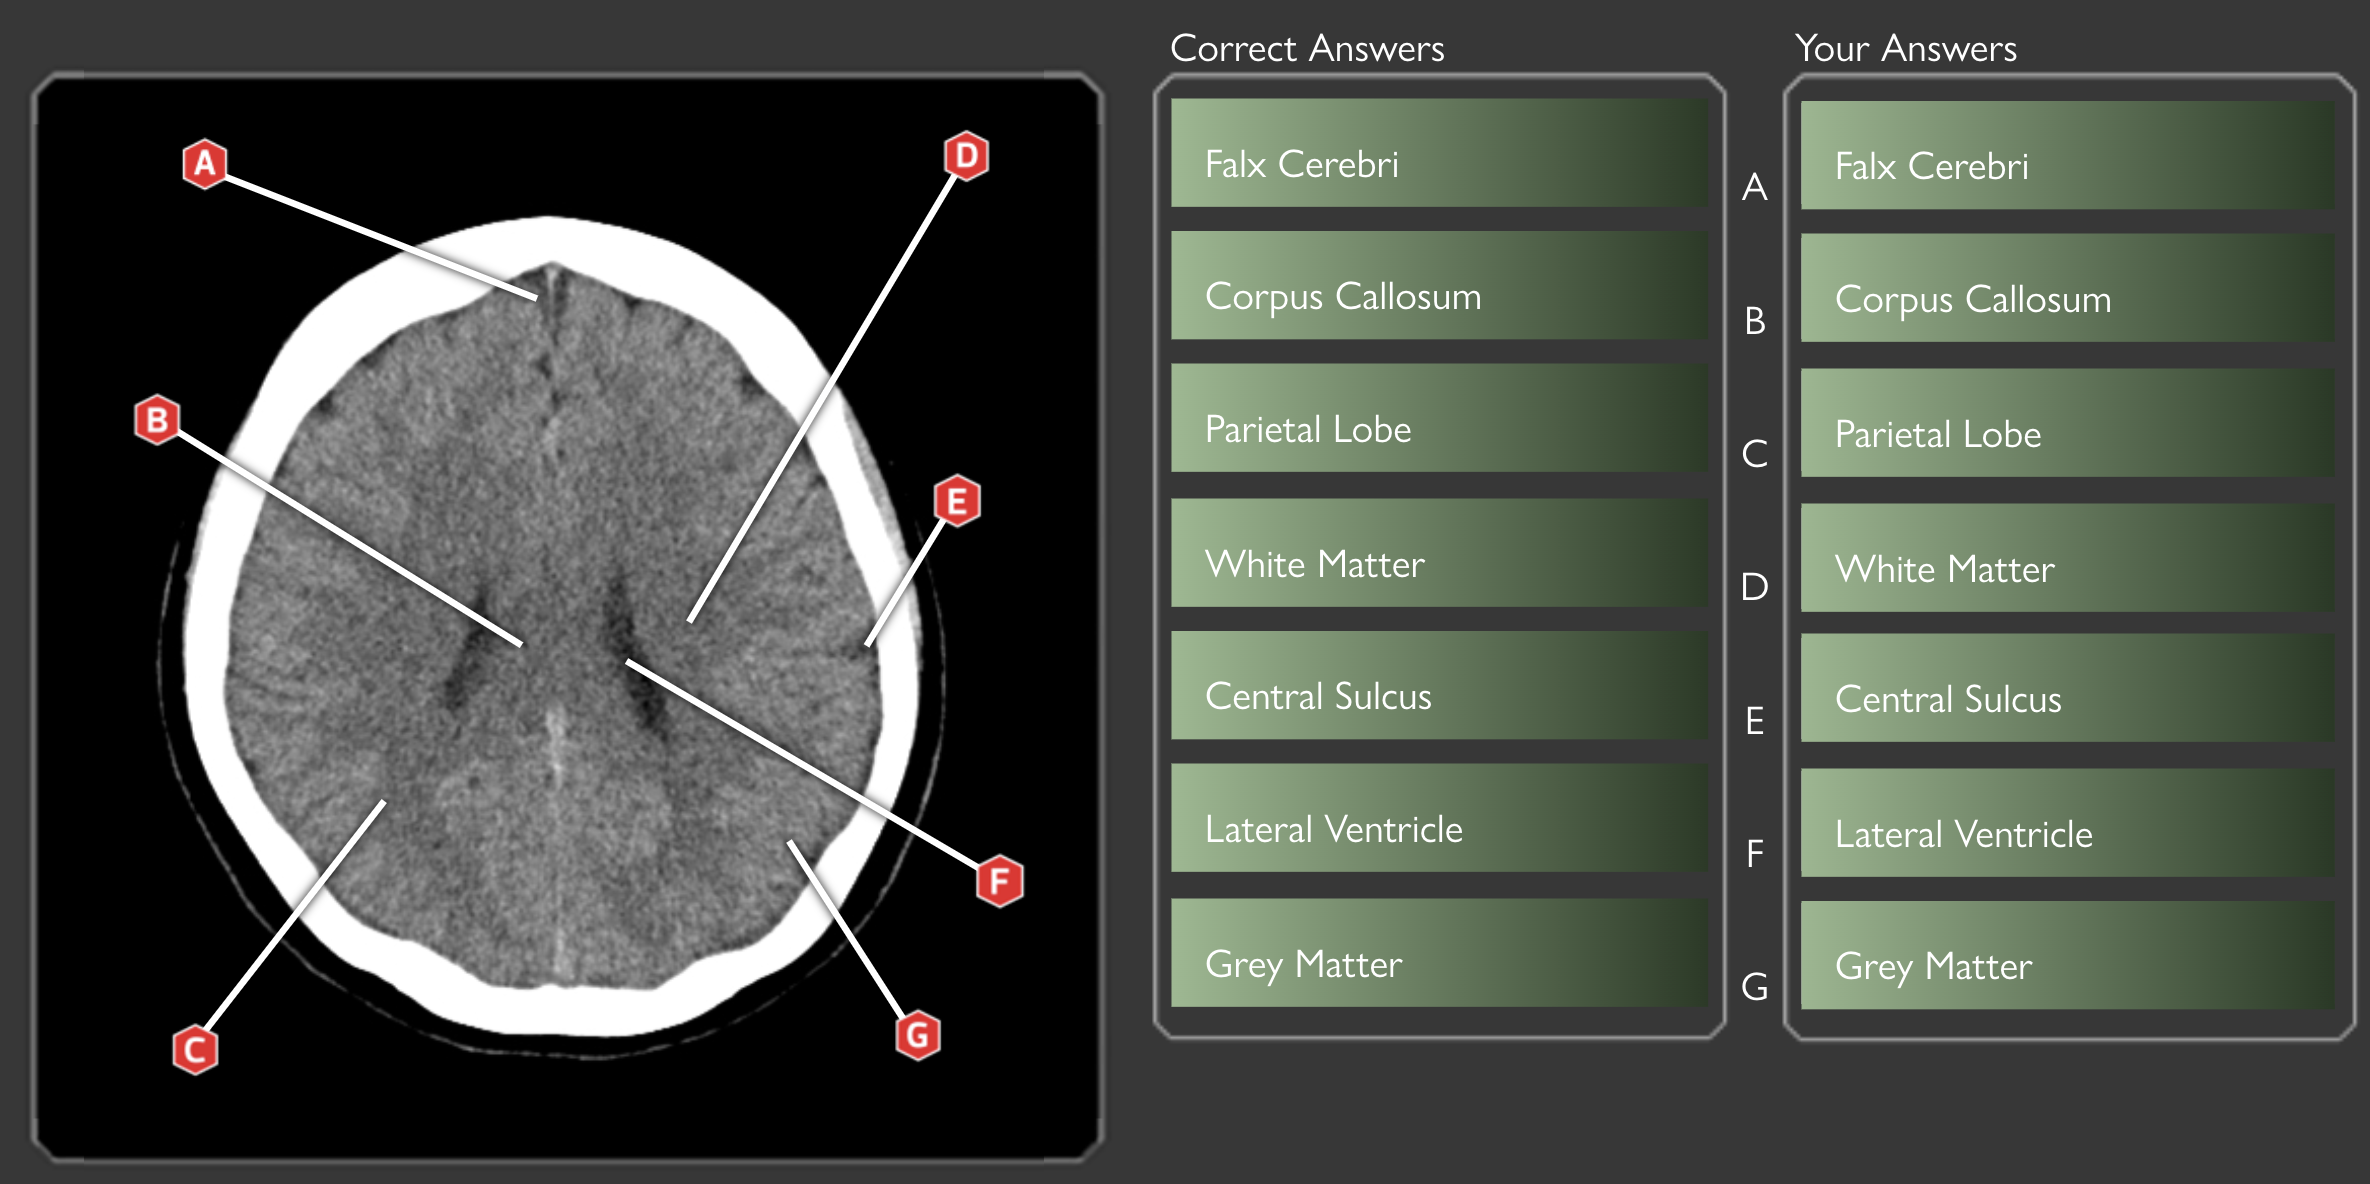 Correct Answers
Your Answers
A
D
B
E
F
C
G
Falx Cerebri
A
Falx Cerebri
Corpus Callosum
B
Corpus Callosum
Parietal Lobe
C
Parietal Lobe
White Matter
D
White Matter
Central Sulcus
E
Central Sulcus
Lateral Ventricle
F
Lateral Ventricle
Grey Matter
G
Grey Matter